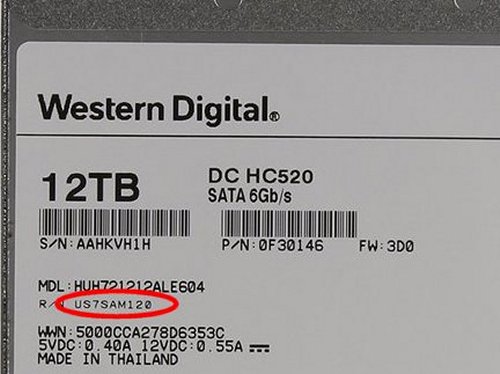 Western Digital®
12TB
DC HC520
SATA 6Gb/s
S/N: AAHKVH1H
P/N: 0F30146 FW: 3D0
MDL: HUH721212ALE604
R/N US7SAM120
WWN: 5000CCA278D6353C
5VDC: 0.40A 12VDC: 0.55A
MADE IN THAILAND